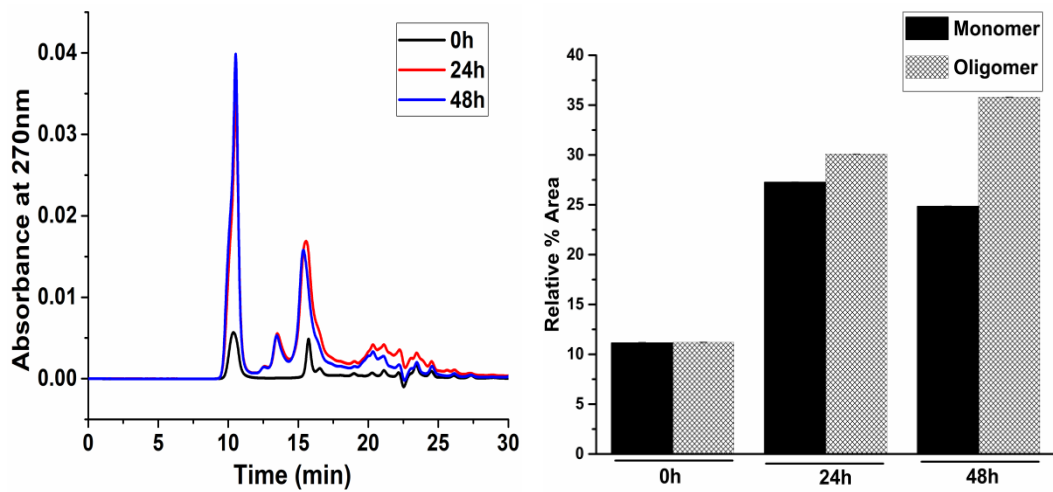 0h
24h
48h
0.04
0.03
0.02
0.01
0.00
Absorbance at 270nm
0 5 10 15 20 25 30
Time (min)
Monomer
Oligomer
40
35
30
25
20
15
10
5
0
Relative % Area
0h 24h 48h